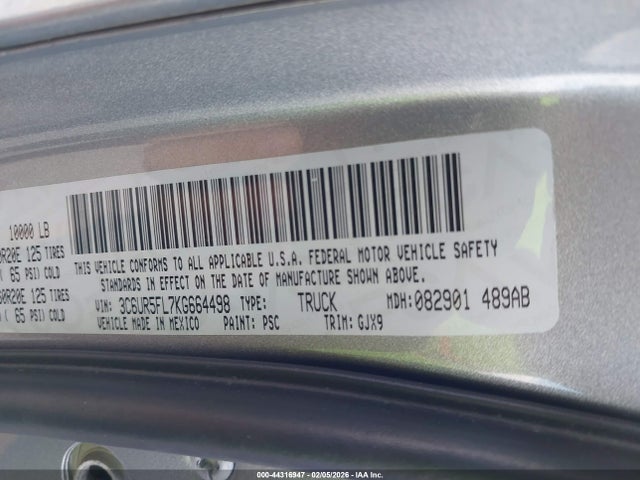 10000 LB
0R20E 125 TIRES
( 65 PSI) COLD
60R20E 125 TIRES
( 65 PSI) COLD
THIS VEHICLE CONFORMS TO ALL APPLICABLE U.S.A. FEDERAL MOTOR VEHICLE SAFETY
STANDARDS IN EFFECT ON THE DATE OF MANUFACTURE SHOWN ABOVE.
VIN: 3C6UR5FL7KG664498 TYPE: TRUCK MDH: 082901 489AB
VEHICLE MADE IN MEXICO PAINT: PSC TRIM: GJX9
000-44316947 - 02/05/2026 - IAA Inc.